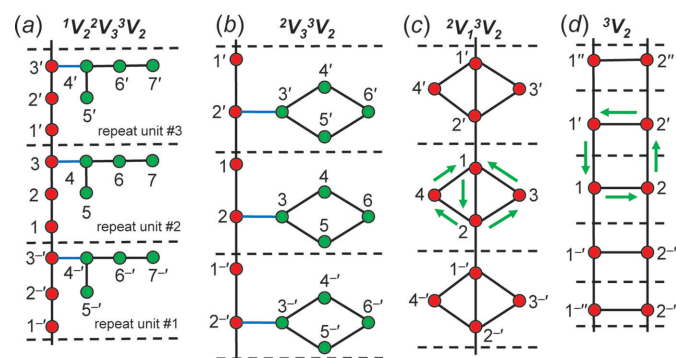 (a) ¹V₂²V₃³V₂
3′ 4′ 6′ 7′
2′ 5′
1′ repeat unit #3
3 4 6 7
2 5
1 repeat unit #2
3⁻′ 4⁻′ 6⁻′ 7⁻′
2⁻′ 5⁻′
1⁻′ repeat unit #1
(b) ²V₃³V₂
1′ 4′
2′ 3′ 6′
5′
1 4
2 3 6
5
1⁻′ 4⁻′
2⁻′ 3⁻′ 6⁻′
5⁻′
(c) ²V₁³V₂
1′
4′ 3′
2′
1
4 3
2
1⁻′
4⁻′ 3⁻′
2⁻′
(d) ³V₂
1″ 2″
1′ 2′
1 2
1⁻′ 2⁻′
1⁻″ 2⁻″